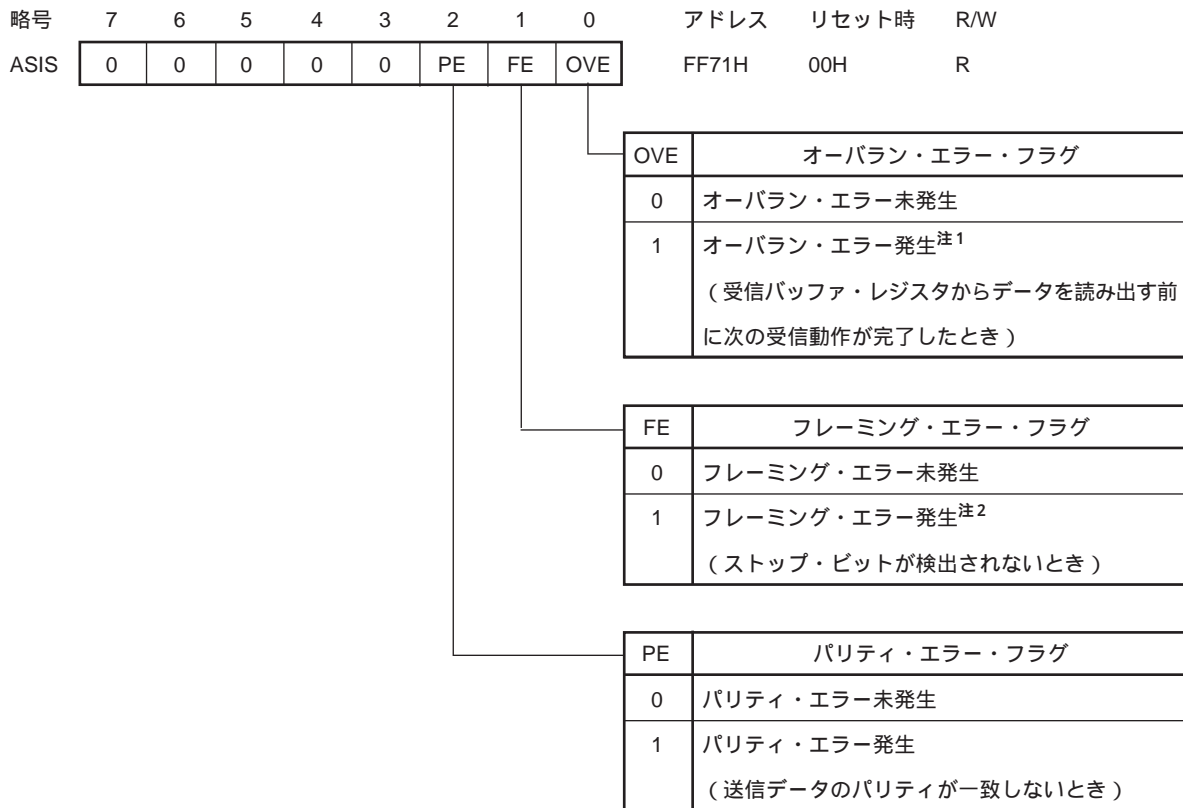 略号 7 6 5 4 3 2 1 0 アドレス リセット時 R/W
ASIS 0 0 0 0 0 PE FE OVE FF71H 00H R
OVE オーバラン・エラー・フラグ
0 オーバラン・エラー未発生
1 オーバラン・エラー発生注1
(受信バッファ・レジスタからデータを読み出す前
に次の受信動作が完了したとき)
FE フレーミング・エラー・フラグ
0 フレーミング・エラー未発生
1 フレーミング・エラー発生注2
(ストップ・ビットが検出されないとき)
PE パリティ・エラー・フラグ
0 パリティ・エラー未発生
1 パリティ・エラー発生
(送信データのパリティが一致しないとき)